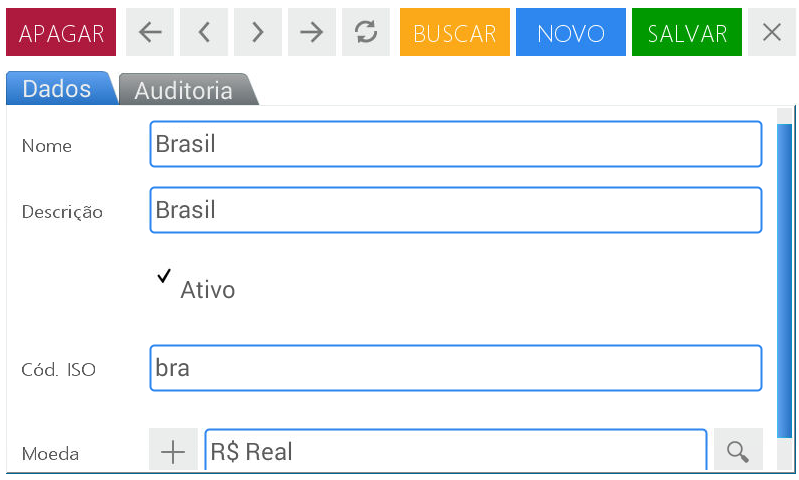 APAGAR BUSCAR NOVO SALVAR
Dados Auditoria
Nome Brasil
Descrição Brasil
Ativo
Cód. ISO bra
Moeda R$ Real